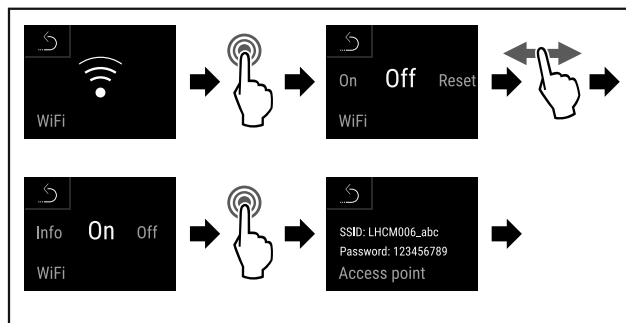 WiFi
On Off Reset
WiFi
Info On Off
WiFi
SSID: LHCM006_abc
Password: 123456789
Access point